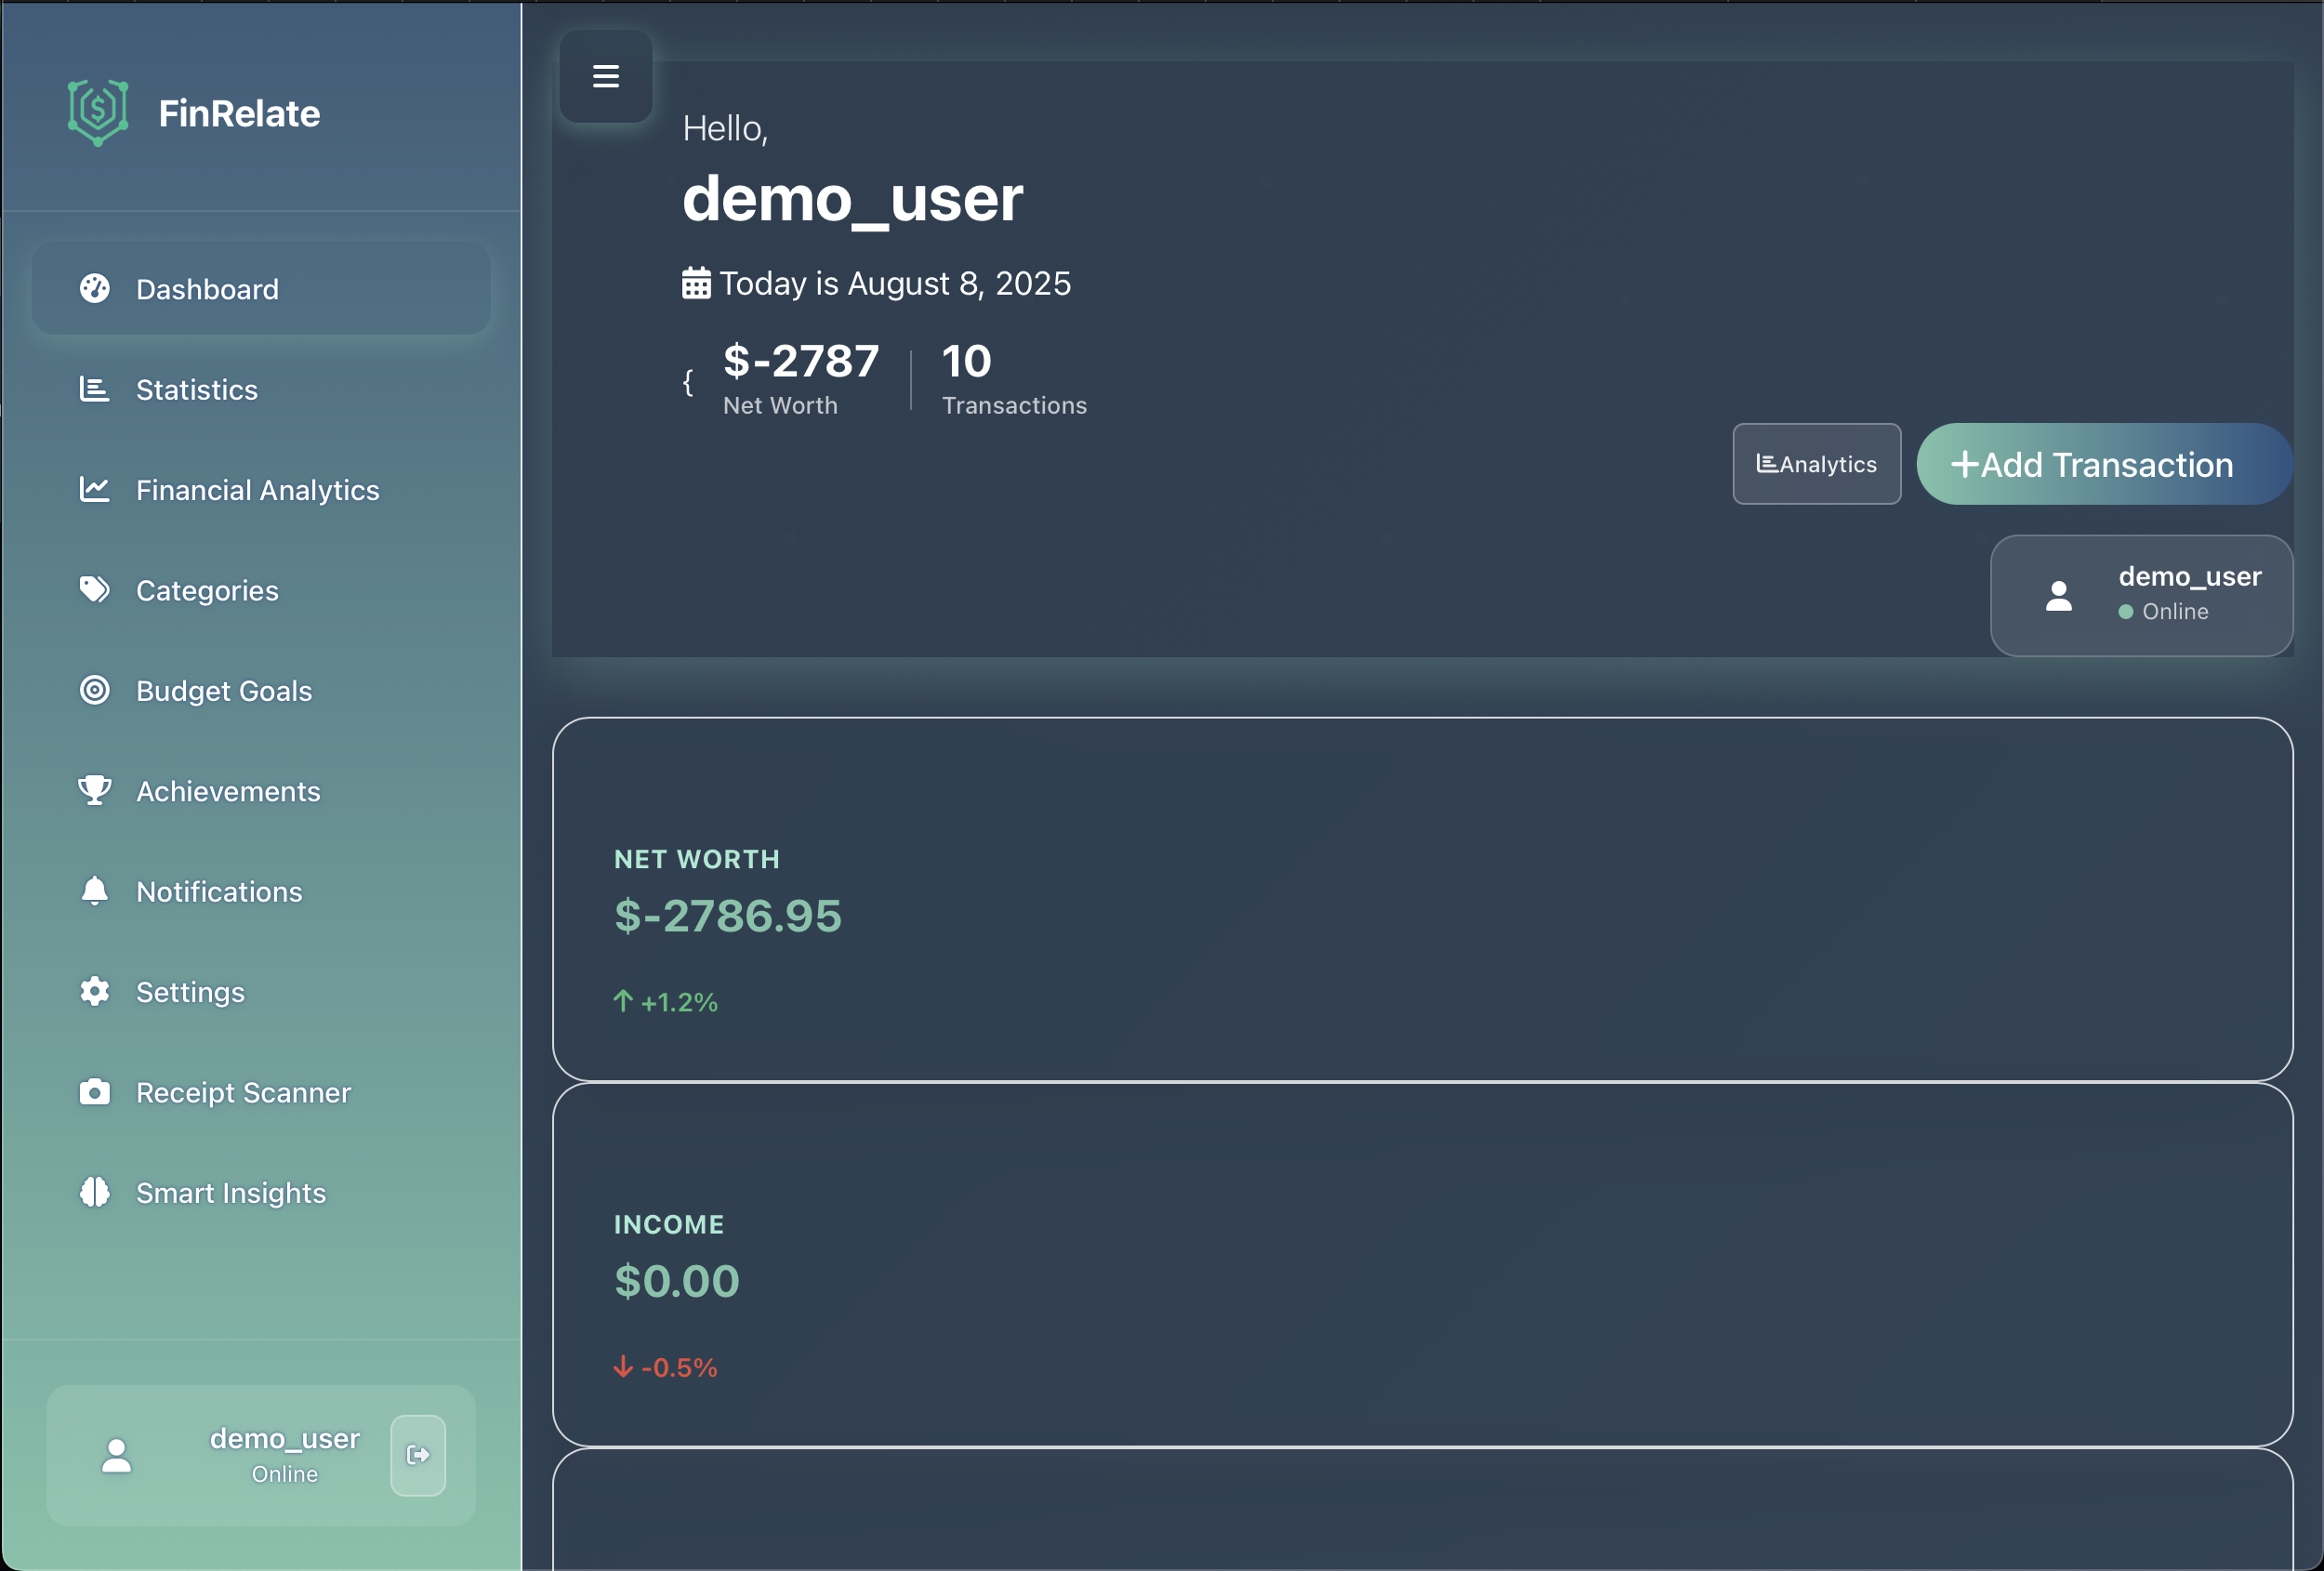 FinRelate
Dashboard
Statistics
Financial Analytics
Categories
Budget Goals
Achievements
Notifications
Settings
Receipt Scanner
Smart Insights
demo_user
Online
Hello,
demo_user
Today is August 8, 2025
{
$-2787
Net Worth
10
Transactions
Analytics
+Add Transaction
demo_user
Online
NET WORTH
$-2786.95
+1.2%
INCOME
$0.00
-0.5%